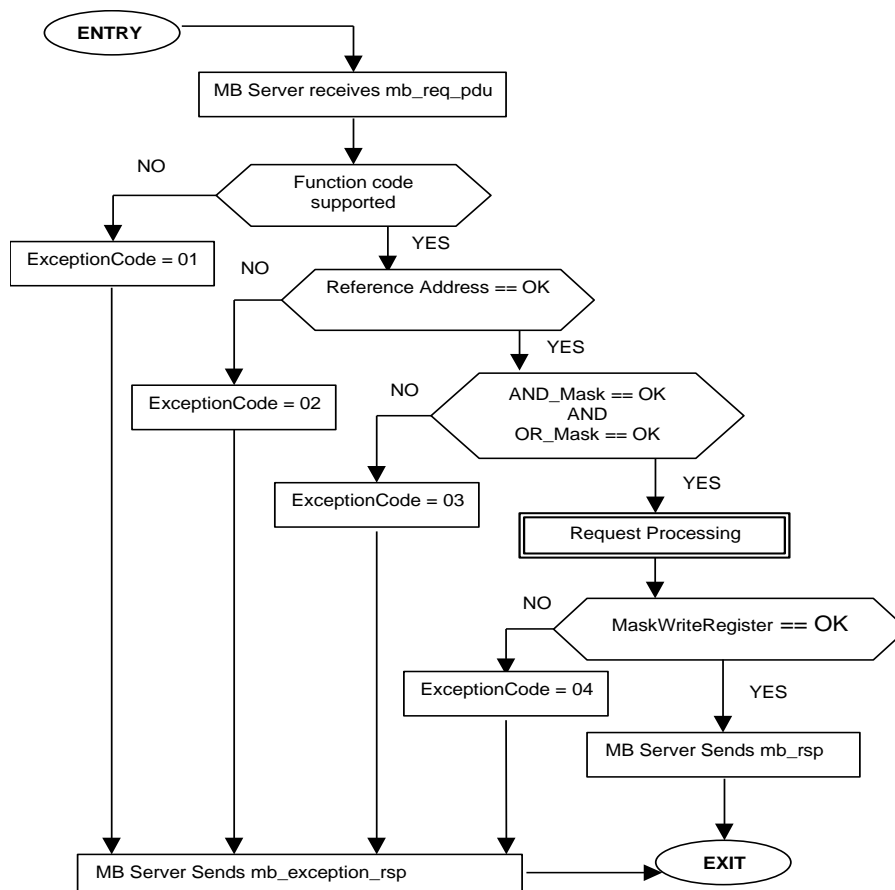 ENTRY
MB Server receives mb_req_pdu
NO
Function code
supported
YES
ExceptionCode = 01
NO
Reference Address == OK
YES
ExceptionCode = 02
NO
AND_Mask == OK
AND
OR_Mask == OK
YES
ExceptionCode = 03
Request Processing
NO
MaskWriteRegister == OK
ExceptionCode = 04
YES
MB Server Sends mb_rsp
MB Server Sends mb_exception_rsp
EXIT